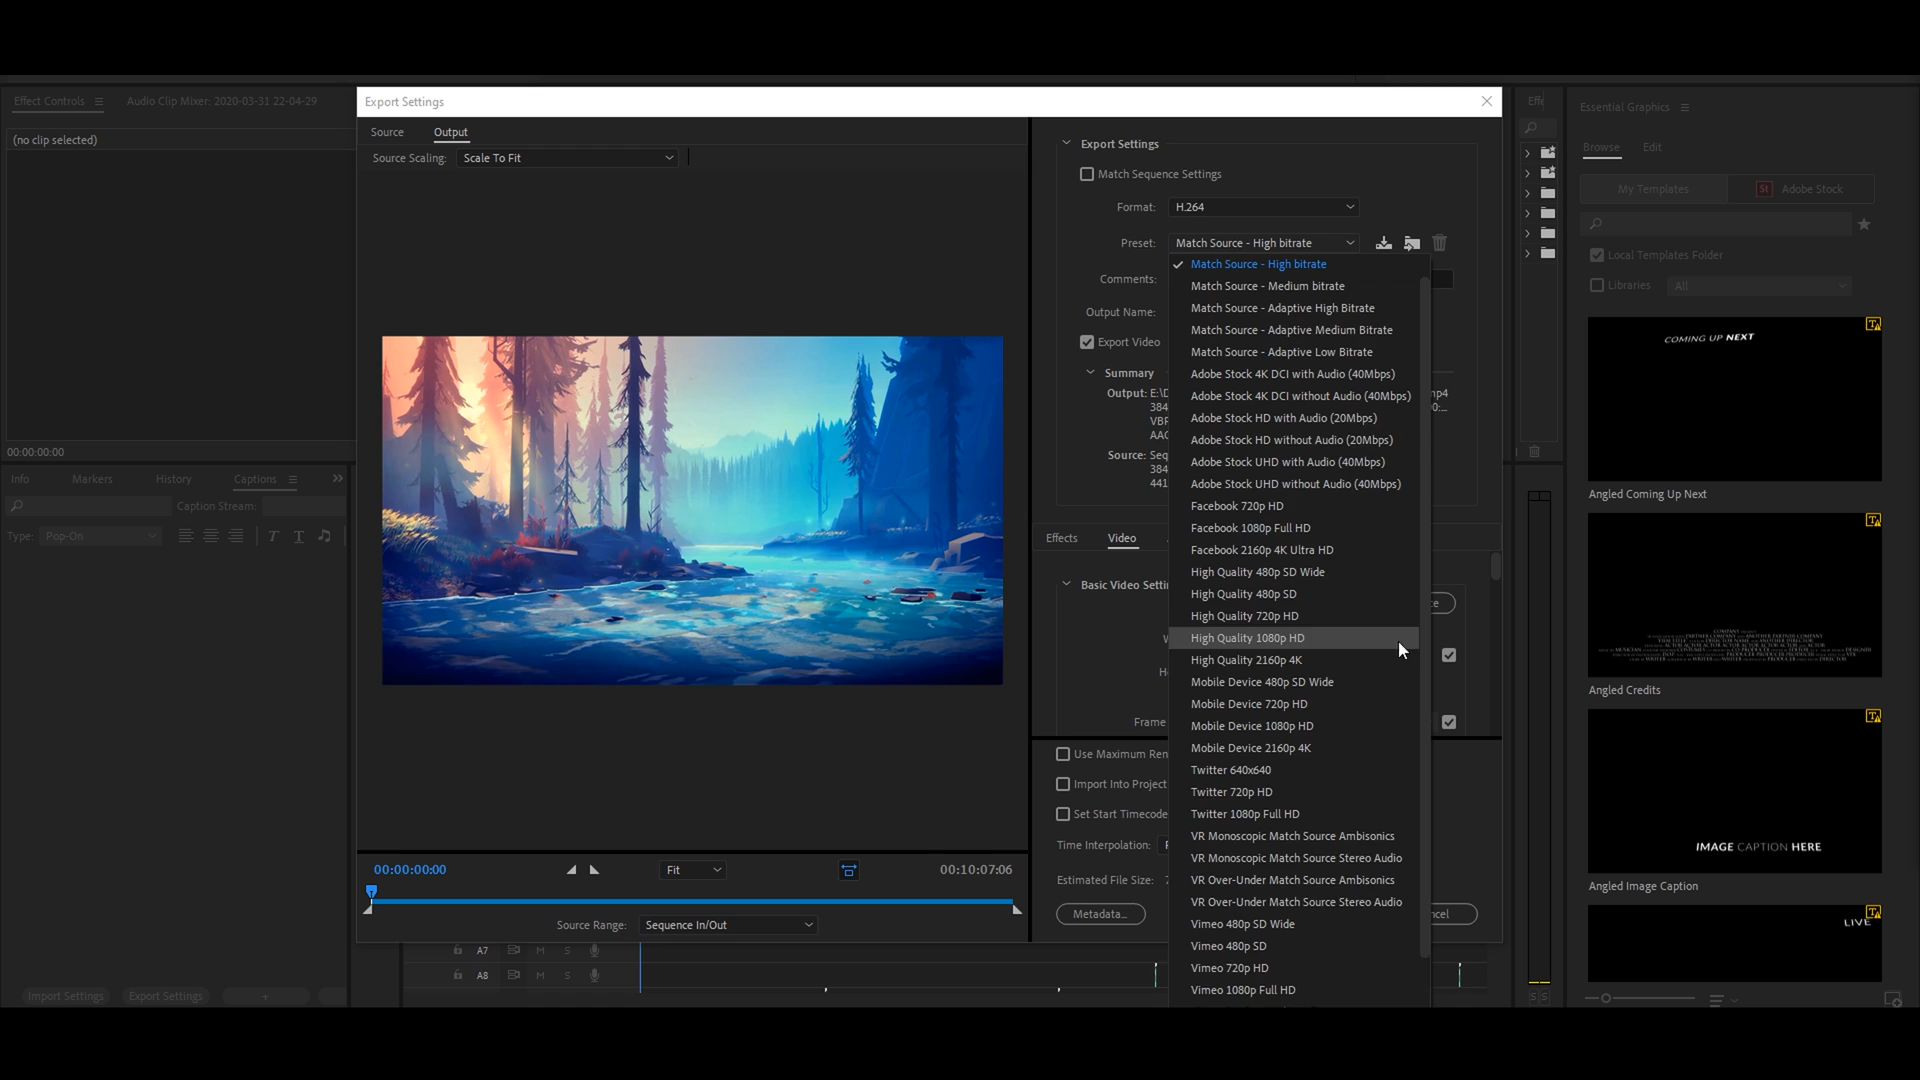 Effect Controls
Audio Clip Mixer: 2020-03-31 22-04-29
(no clip selected)
00:00:00:00
Info
Markers
History
Captions
Caption Stream:
Type:
Pop-On
Import Settings
Export Settings
+
Export Settings
Source
Output
Source Scaling:
Scale To Fit
00:00:00:00
Fit
00:10:07:06
Source Range:
Sequence In/Out
A7
M
S
A8
M
S
Export Settings
Match Sequence Settings
Format:
H.264
Preset:
Match Source - High bitrate
Comments:
Output Name:
Export Video
Summary
Output: E:\D
mp4
384
VBR
AAC
Source: Seq
384
441
Effects
Video
Basic Video Settin
Frame
Use Maximum Ren
Import Into Project
Set Start Timecode
Time Interpolation:
Estimated File Size: 7
Metadata...
ncel
Match Source - High bitrate
Match Source - Medium bitrate
Match Source - Adaptive High Bitrate
Match Source - Adaptive Medium Bitrate
Match Source - Adaptive Low Bitrate
Adobe Stock 4K DCI with Audio (40Mbps)
Adobe Stock 4K DCI without Audio (40Mbps)
Adobe Stock HD with Audio (20Mbps)
Adobe Stock HD without Audio (20Mbps)
Adobe Stock UHD with Audio (40Mbps)
Adobe Stock UHD without Audio (40Mbps)
Facebook 720p HD
Facebook 1080p Full HD
Facebook 2160p 4K Ultra HD
High Quality 480p SD Wide
High Quality 480p SD
High Quality 720p HD
High Quality 1080p HD
High Quality 2160p 4K
Mobile Device 480p SD Wide
Mobile Device 720p HD
Mobile Device 1080p HD
Mobile Device 2160p 4K
Twitter 640x640
Twitter 720p HD
Twitter 1080p Full HD
VR Monoscopic Match Source Ambisonics
VR Monoscopic Match Source Stereo Audio
VR Over-Under Match Source Ambisonics
VR Over-Under Match Source Stereo Audio
Vimeo 480p SD Wide
Vimeo 480p SD
Vimeo 720p HD
Vimeo 1080p Full HD
Effe
S S
Essential Graphics
Browse
Edit
My Templates
St Adobe Stock
Local Templates Folder
Libraries
All
COMING UP NEXT
Angled Coming Up Next
Angled Credits
IMAGE CAPTION HERE
Angled Image Caption
LIVE